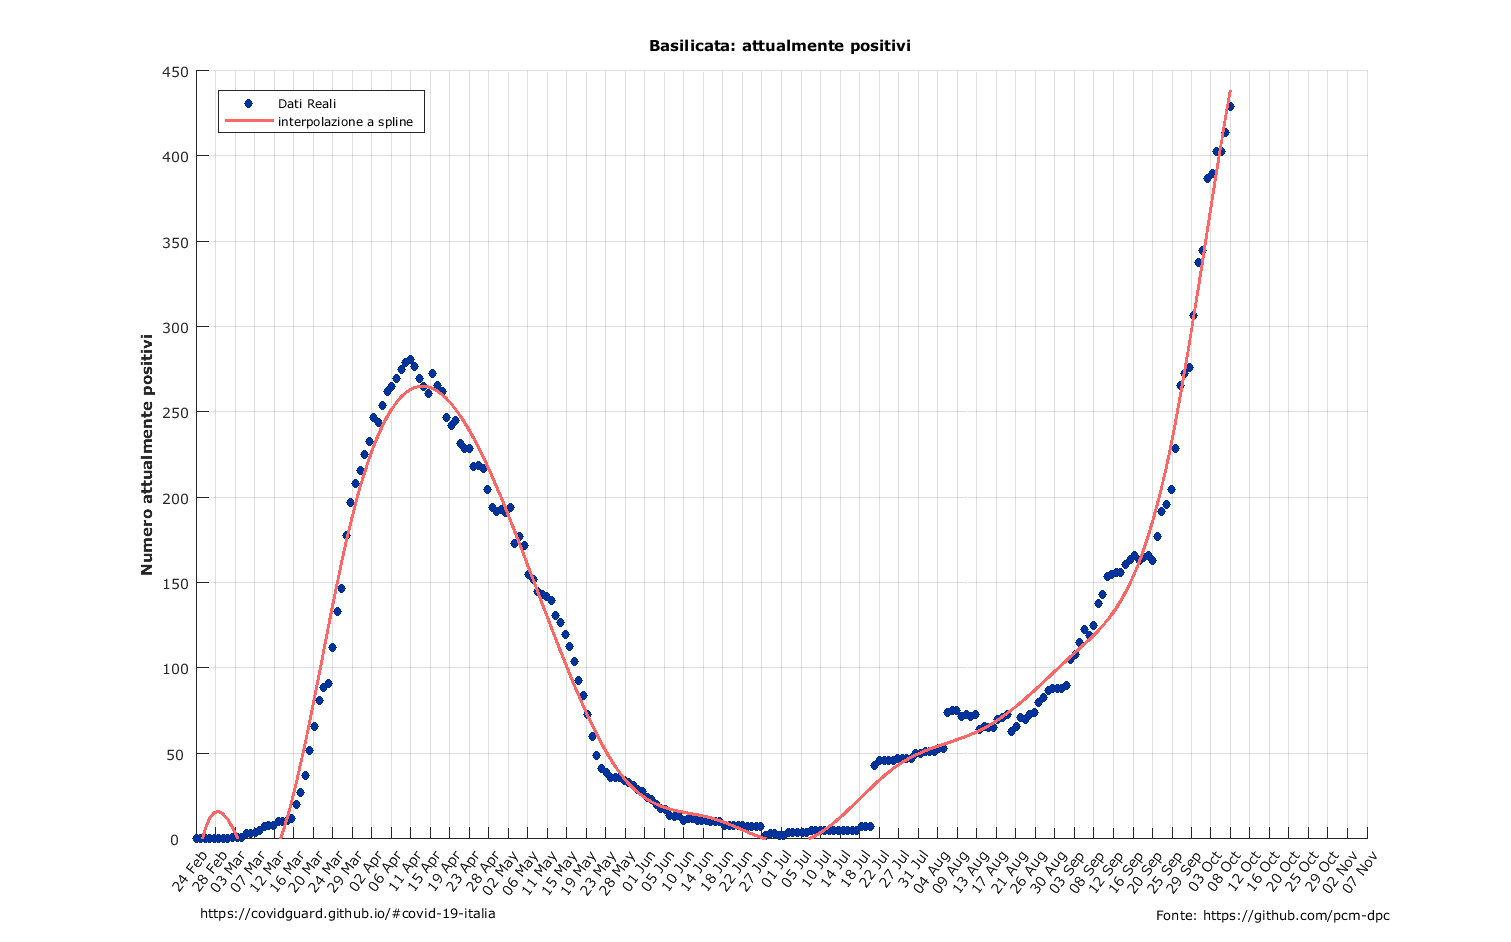 Basilicata: attualmente positivi
450
400
350
300
250
200
150
100
50
0
Numero attualmente positivi
Dati Reali
interpolazione a spline
24 Feb
28 Feb
03 Mar
07 Mar
12 Mar
16 Mar
20 Mar
24 Mar
29 Mar
02 Apr
06 Apr
11 Apr
15 Apr
19 Apr
23 Apr
28 Apr
02 May
06 May
11 May
15 May
19 May
23 May
28 May
01 Jun
05 Jun
10 Jun
14 Jun
18 Jun
22 Jun
27 Jun
01 Jul
05 Jul
10 Jul
14 Jul
18 Jul
22 Jul
27 Jul
31 Jul
04 Aug
09 Aug
13 Aug
17 Aug
21 Aug
26 Aug
30 Aug
03 Sep
08 Sep
12 Sep
16 Sep
20 Sep
25 Sep
29 Sep
03 Oct
08 Oct
12 Oct
16 Oct
20 Oct
25 Oct
29 Oct
02 Nov
07 Nov
https://covidguard.github.io/#covid-19-italia
Fonte: https://github.com/pcm-dpc